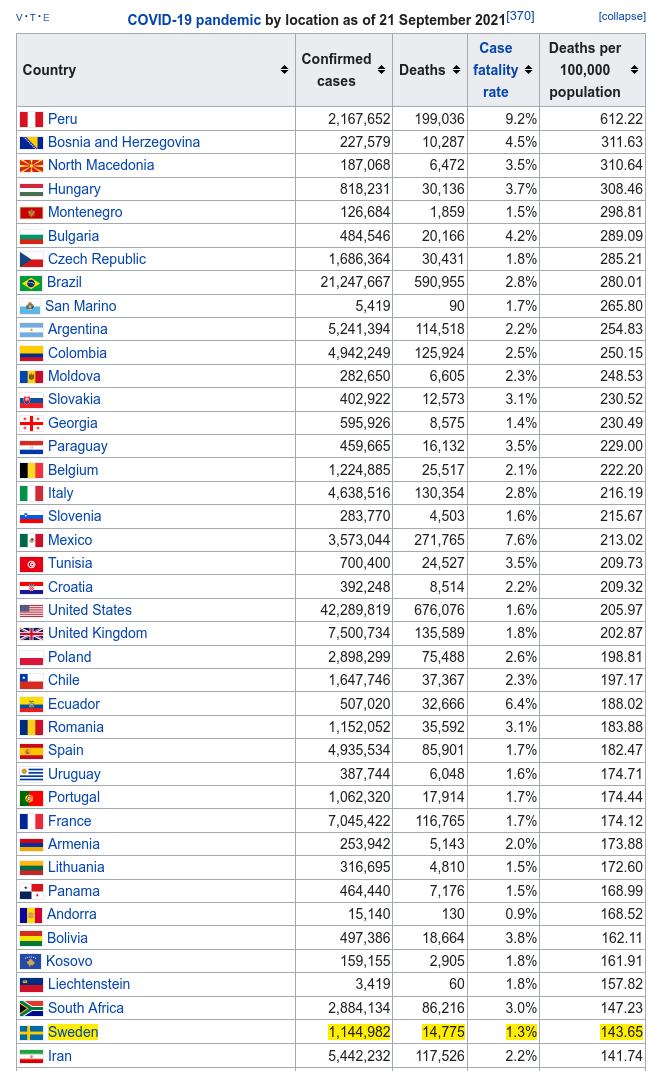 V · T · E COVID-19 pandemic by location as of 21 September 2021[370] [collapse]
Country Confirmed cases Deaths Case fatality rate Deaths per 100,000 population
Peru 2,167,652 199,036 9.2% 612.22
Bosnia and Herzegovina 227,579 10,287 4.5% 311.63
North Macedonia 187,068 6,472 3.5% 310.64
Hungary 818,231 30,136 3.7% 308.46
Montenegro 126,684 1,859 1.5% 298.81
Bulgaria 484,546 20,166 4.2% 289.09
Czech Republic 1,686,364 30,431 1.8% 285.21
Brazil 21,247,667 590,955 2.8% 280.01
San Marino 5,419 90 1.7% 265.80
Argentina 5,241,394 114,518 2.2% 254.83
Colombia 4,942,249 125,924 2.5% 250.15
Moldova 282,650 6,605 2.3% 248.53
Slovakia 402,922 12,573 3.1% 230.52
Georgia 595,926 8,575 1.4% 230.49
Paraguay 459,665 16,132 3.5% 229.00
Belgium 1,224,885 25,517 2.1% 222.20
Italy 4,638,516 130,354 2.8% 216.19
Slovenia 283,770 4,503 1.6% 215.67
Mexico 3,573,044 271,765 7.6% 213.02
Tunisia 700,400 24,527 3.5% 209.73
Croatia 392,248 8,514 2.2% 209.32
United States 42,289,819 676,076 1.6% 205.97
United Kingdom 7,500,734 135,589 1.8% 202.87
Poland 2,898,299 75,488 2.6% 198.81
Chile 1,647,746 37,367 2.3% 197.17
Ecuador 507,020 32,666 6.4% 188.02
Romania 1,152,052 35,592 3.1% 183.88
Spain 4,935,534 85,901 1.7% 182.47
Uruguay 387,744 6,048 1.6% 174.71
Portugal 1,062,320 17,914 1.7% 174.44
France 7,045,422 116,765 1.7% 174.12
Armenia 253,942 5,143 2.0% 173.88
Lithuania 316,695 4,810 1.5% 172.60
Panama 464,440 7,176 1.5% 168.99
Andorra 15,140 130 0.9% 168.52
Bolivia 497,386 18,664 3.8% 162.11
Kosovo 159,155 2,905 1.8% 161.91
Liechtenstein 3,419 60 1.8% 157.82
South Africa 2,884,134 86,216 3.0% 147.23
Sweden 1,144,982 14,775 1.3% 143.65
Iran 5,442,232 117,526 2.2% 141.74